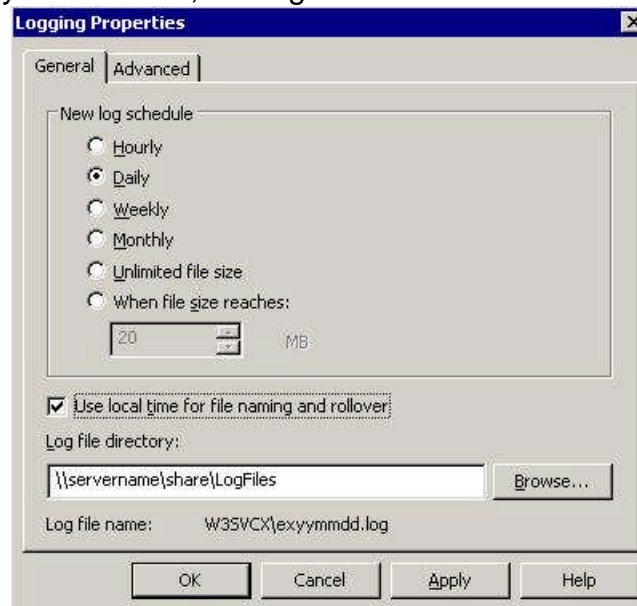 Logging Properties
General Advanced
New log schedule
Hourly
Daily
Weekly
Monthly
Unlimited file size
When file size reaches:
20 MB
Use local time for file naming and rollover
Log file directory:
\\servername\share\LogFiles Browse...
Log file name: W3SVCX\exyymmdd.log
OK Cancel Apply Help